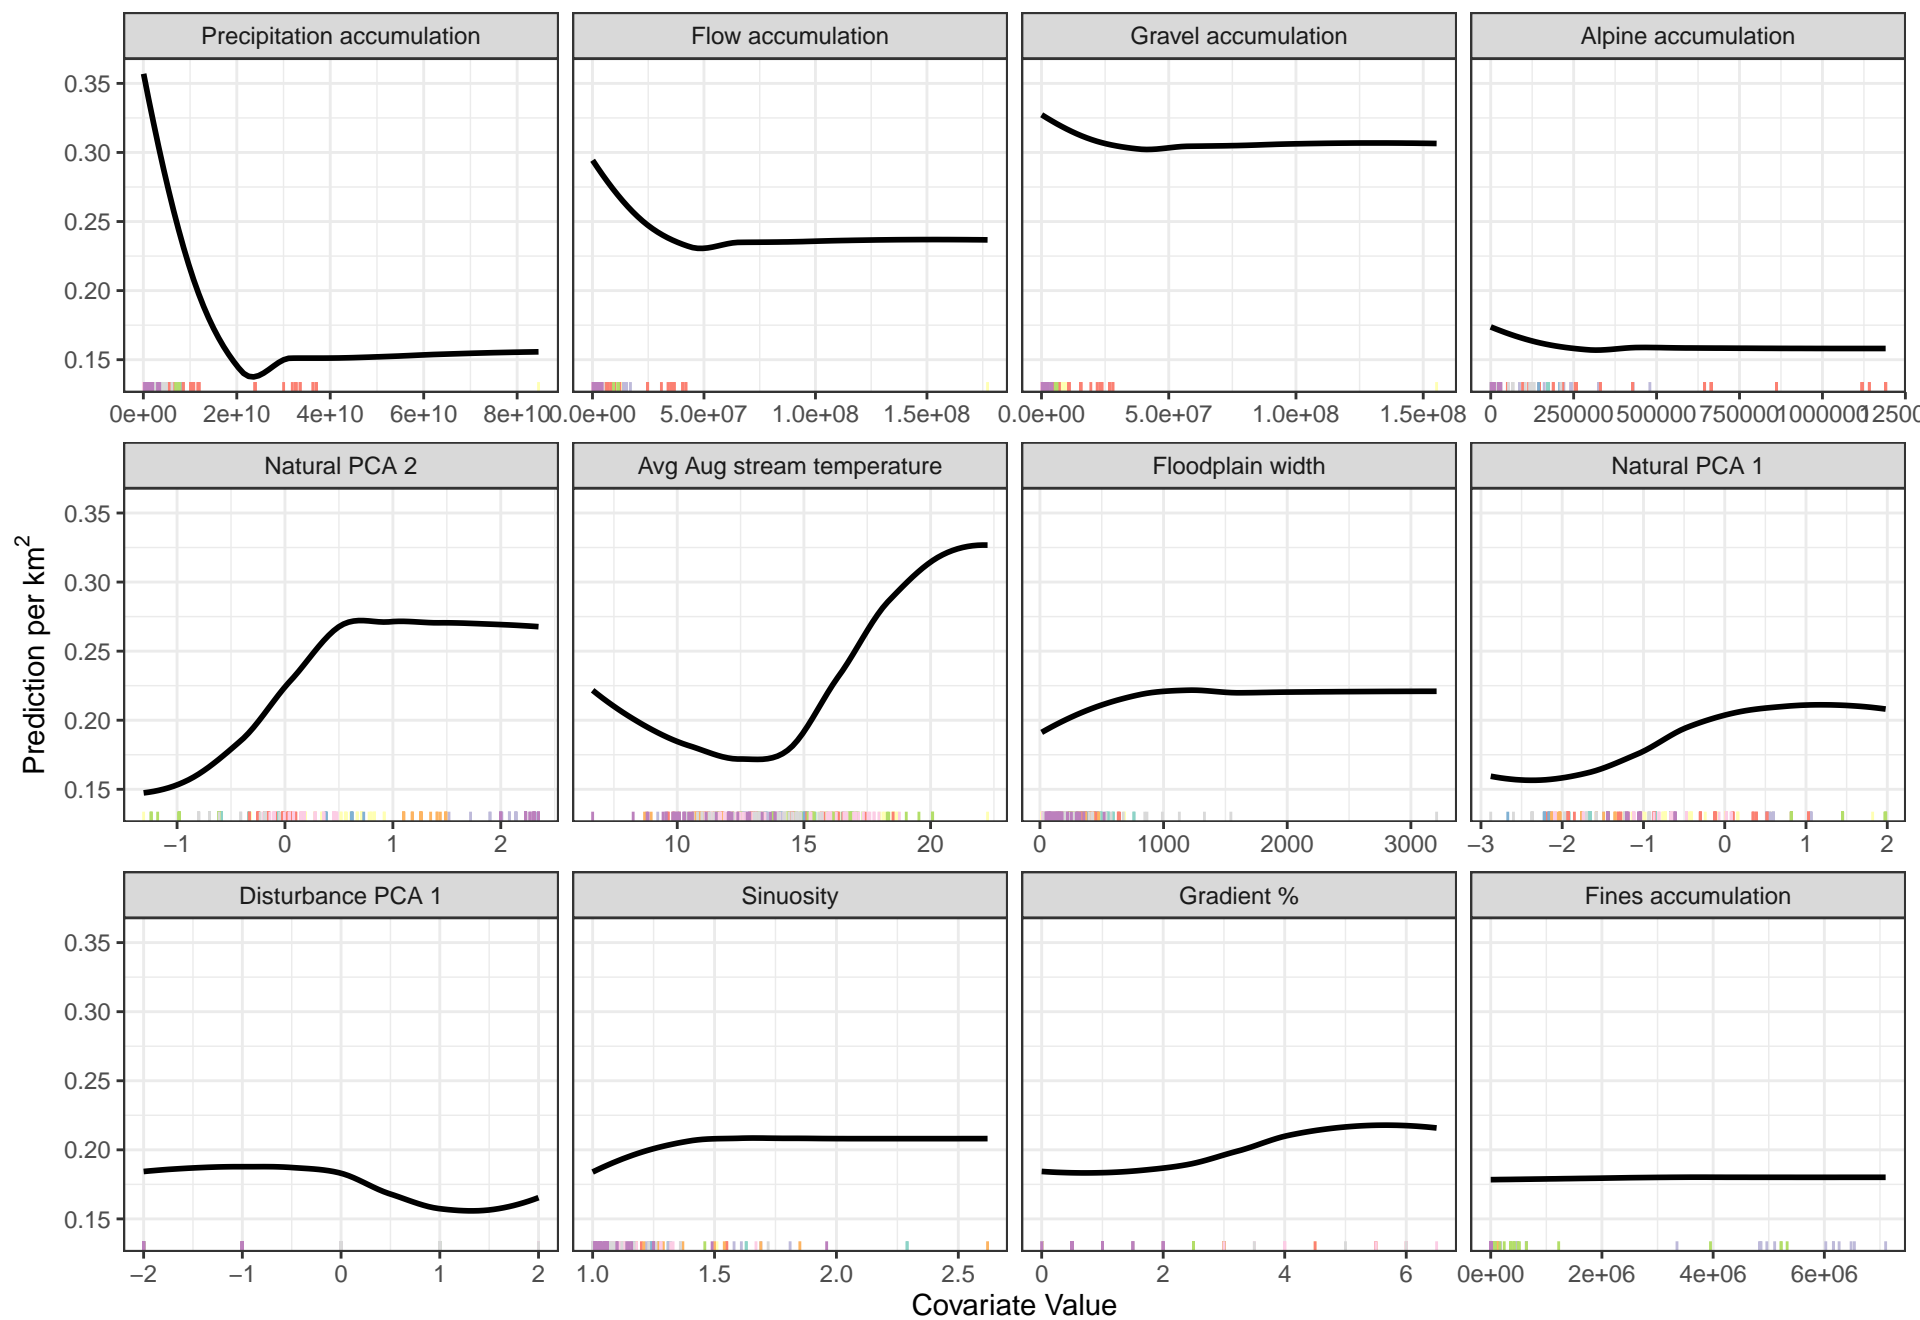 Precipitation accumulation Flow accumulation Gravel accumulation Alpine accumulation
0.35
0.30
0.25
0.20
0.15
0e+00 2e+10 4e+10 6e+10 8e+10 0.0e+00 5.0e+07 1.0e+08 1.5e+08 0.0e+00 5.0e+07 1.0e+08 1.5e+08 0 250000 500000 750000 1000000 12500
Natural PCA 2 Avg Aug stream temperature Floodplain width Natural PCA 1
0.35
0.30
0.25
0.20
0.15
−1 0 1 2 10 15 20 0 1000 2000 3000 −3 −2 −1 0 1 2
Prediction per km²
Disturbance PCA 1 Sinuosity Gradient % Fines accumulation
0.35
0.30
0.25
0.20
0.15
−2 −1 0 1 2 1.0 1.5 2.0 2.5 0 2 4 6 0e+00 2e+06 4e+06 6e+06
Covariate Value